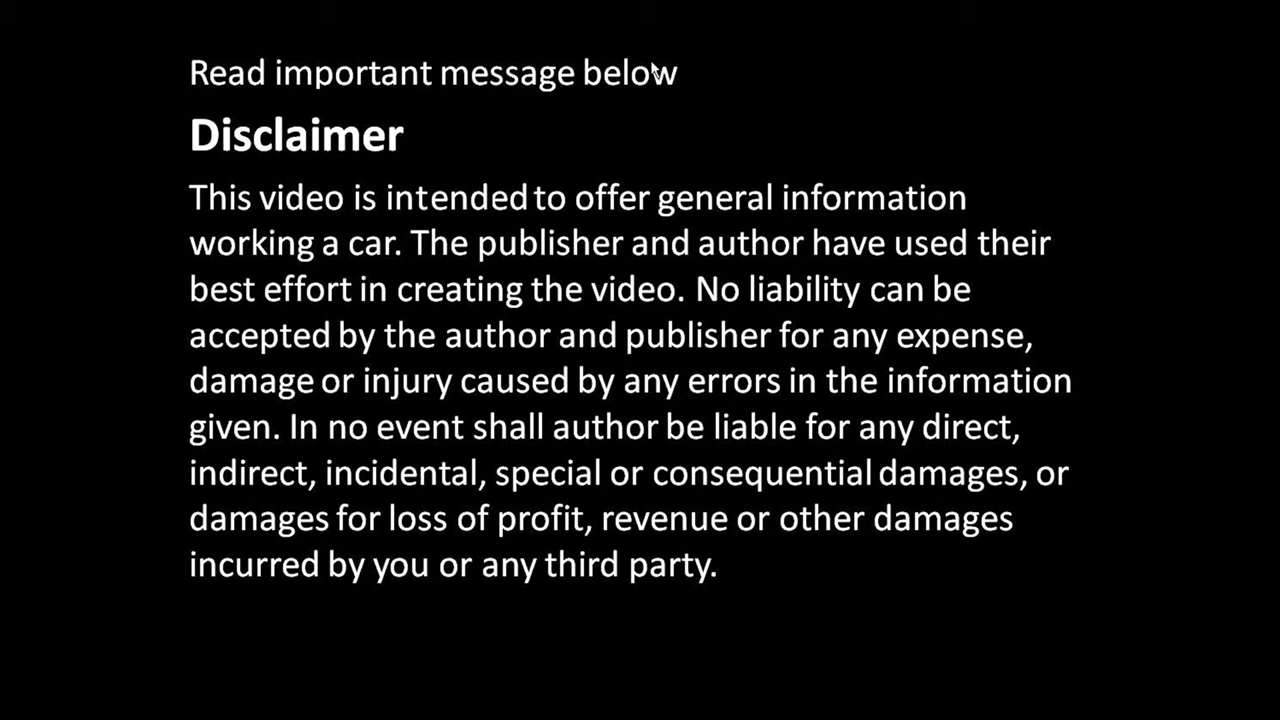 Read important message below
Disclaimer
This video is intended to offer general information
working a car. The publisher and author have used their
best effort in creating the video. No liability can be
accepted by the author and publisher for any expense,
damage or injury caused by any errors in the information
given. In no event shall author be liable for any direct,
indirect, incidental, special or consequential damages, or
damages for loss of profit, revenue or other damages
incurred by you or any third party.